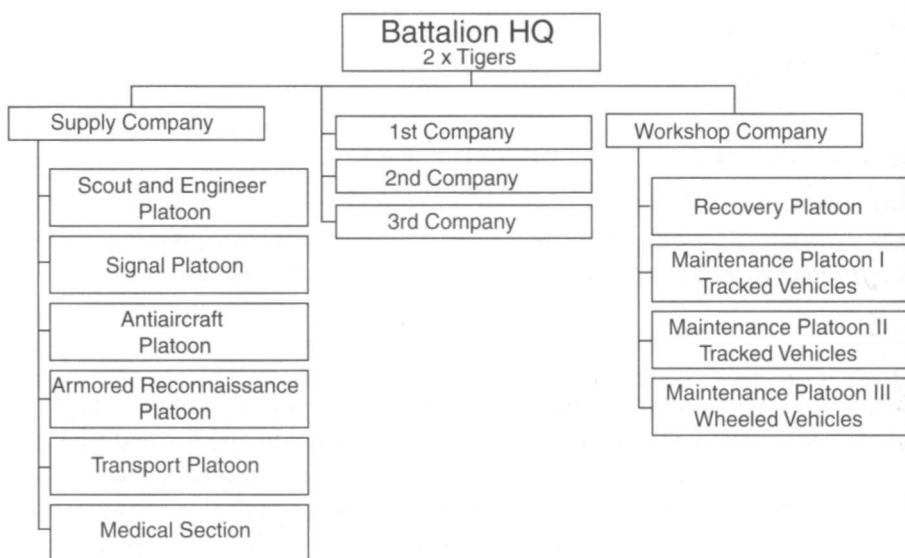 Battalion HQ
2 x Tigers
Supply Company
Scout and Engineer
Platoon
Signal Platoon
Antiaircraft
Platoon
Armored Reconnaissance
Platoon
Transport Platoon
Medical Section
1st Company
2nd Company
3rd Company
Workshop Company
Recovery Platoon
Maintenance Platoon I
Tracked Vehicles
Maintenance Platoon II
Tracked Vehicles
Maintenance Platoon III
Wheeled Vehicles